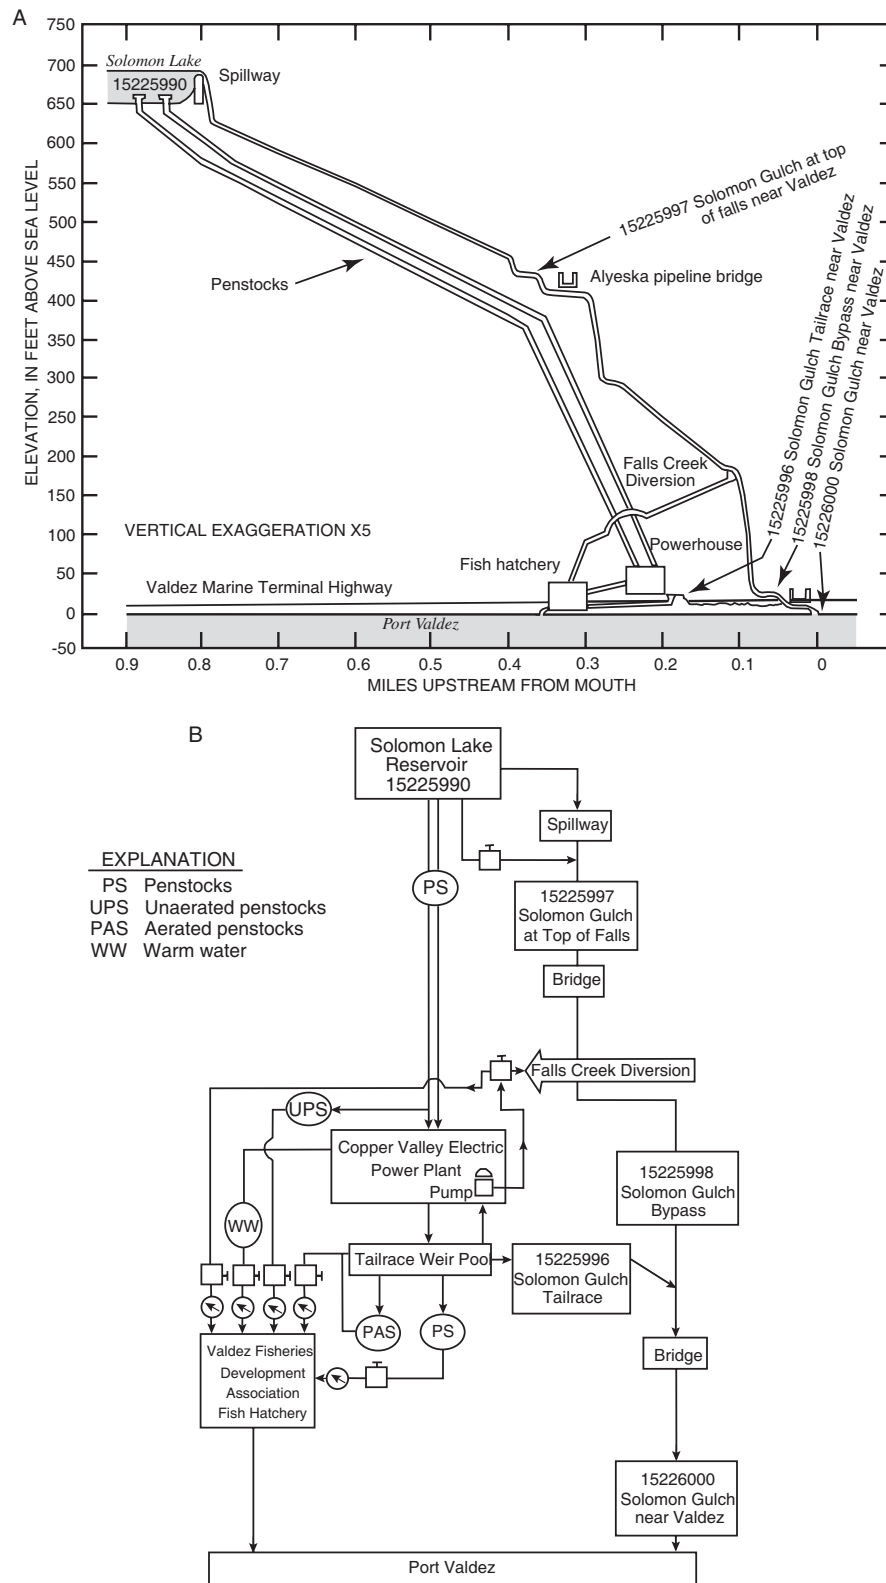 A
750
700
650
600
550
500
450
400
350
300
250
200
150
100
50
0
-50
ELEVATION, IN FEET ABOVE SEA LEVEL
Solomon Lake
15225990
Spillway
15225997 Solomon Gulch at top
of falls near Valdez
Alyeska pipeline bridge
Penstocks
15225996 Solomon Gulch Tailrace near Valdez
15225998 Solomon Gulch Bypass near Valdez
15226000 Solomon Gulch near Valdez
Falls Creek
Diversion
VERTICAL EXAGGERATION X5
Powerhouse
Fish hatchery
Valdez Marine Terminal Highway
Port Valdez
0.9 0.8 0.7 0.6 0.5 0.4 0.3 0.2 0.1 0
MILES UPSTREAM FROM MOUTH
B
Solomon Lake
Reservoir
15225990
Spillway
EXPLANATION
PS Penstocks
UPS Unaerated penstocks
PAS Aerated penstocks
WW Warm water
PS
15225997
Solomon Gulch
at Top of Falls
Bridge
Falls Creek Diversion
UPS
Copper Valley Electric
Power Plant
Pump
15225998
Solomon Gulch
Bypass
WW
Tailrace Weir Pool
15225996
Solomon Gulch
Tailrace
PAS
PS
Bridge
Valdez Fisheries
Development
Association
Fish Hatchery
15226000
Solomon Gulch
near Valdez
Port Valdez